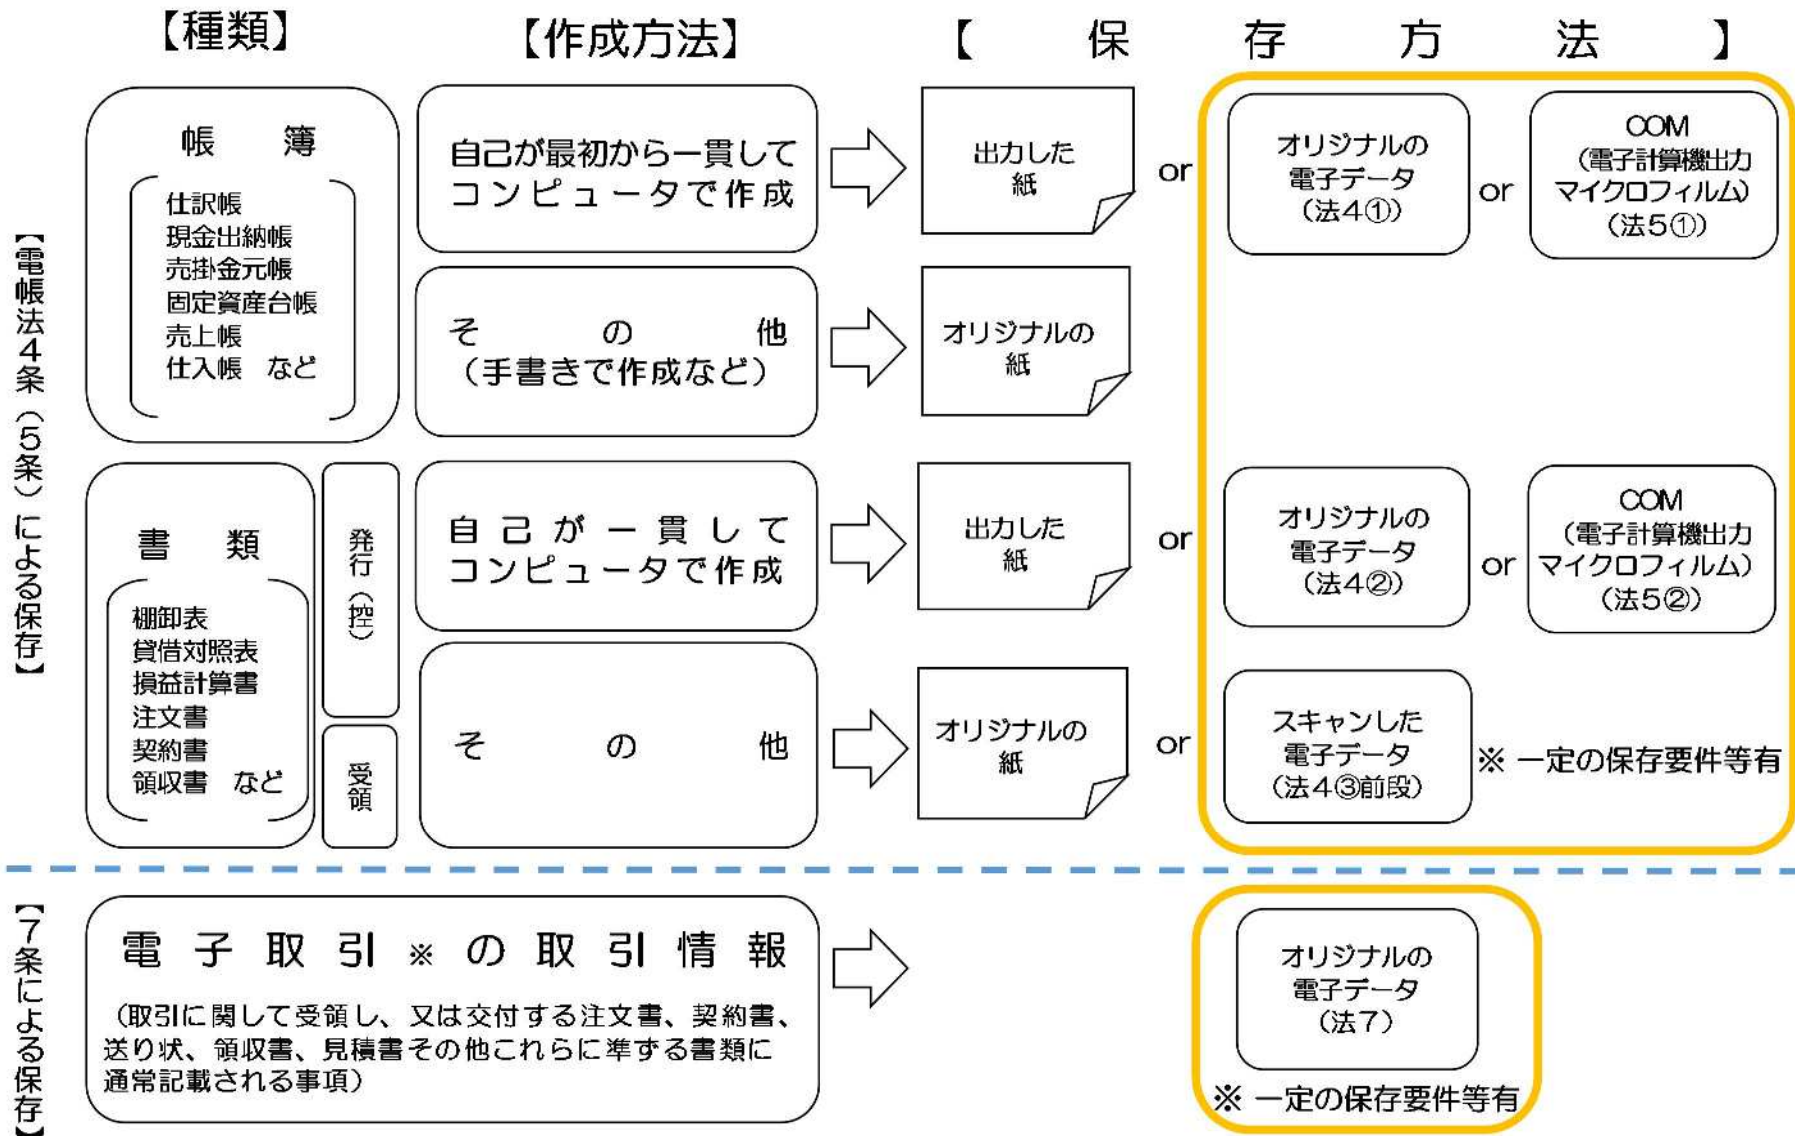 【種類】
【作成方法】
【保存方法】
【電帳法4条(5条)による保存】
帳簿
仕訳帳
現金出納帳
売掛金元帳
固定資産台帳
売上帳
仕入帳 など
自己が最初から一貫して
コンピュータで作成
出力した
紙
or
オリジナルの
電子データ
(法4①)
or
COM
(電子計算機出力
マイクロフィルム)
(法5①)
その他
(手書きで作成など)
オリジナルの
紙
書類
棚卸表
貸借対照表
損益計算書
注文書
契約書
領収書 など
発行(控)
受領
自己が一貫して
コンピュータで作成
出力した
紙
or
オリジナルの
電子データ
(法4②)
or
COM
(電子計算機出力
マイクロフィルム)
(法5②)
その他
オリジナルの
紙
or
スキャンした
電子データ
(法4③前段)
※ 一定の保存要件等有
【7条による保存】
電子取引※の取引情報
(取引に関して受領し、又は交付する注文書、契約書、
送り状、領収書、見積書その他これらに準ずる書類に
通常記載される事項)
オリジナルの
電子データ
(法7)
※ 一定の保存要件等有